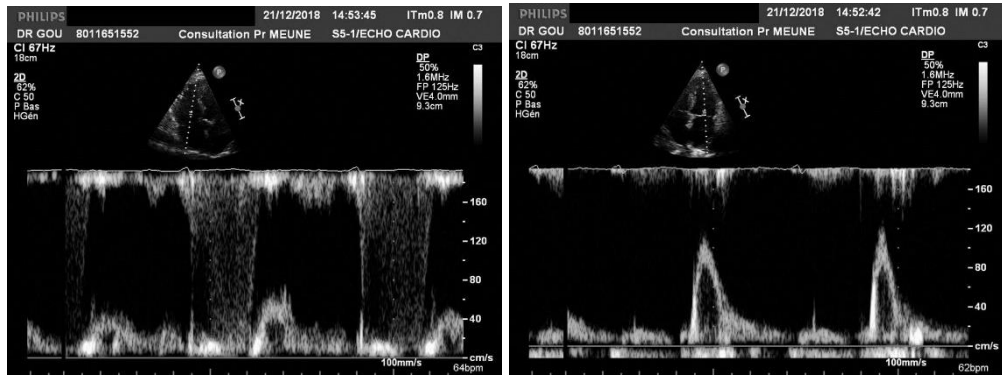 PHILIPS
21/12/2018 14:53:45 ITm0.8 IM 0.7
DR GOU 8011651552 Consultation Pr MEUNE S5-1/ECHO CARDIO
CI 67Hz
18cm
2D
62%
C 50
P Bas
HGén
P
C3
DP
50%
1.6MHz
FP 125Hz
VE4.0mm
9.3cm
-160
-120
-80
-40
cm/s
100mm/s
64bpm
PHILIPS
21/12/2018 14:52:42 ITm0.8 IM 0.7
DR GOU 8011651552 Consultation Pr MEUNE S5-1/ECHO CARDIO
CI 67Hz
18cm
2D
62%
C 50
P Bas
HGén
P
C3
DP
50%
1.6MHz
FP 125Hz
VE4.0mm
9.3cm
-160
-120
-80
-40
cm/s
100mm/s
62bpm